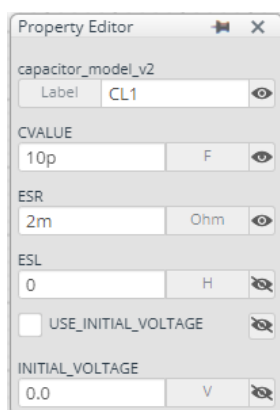 Property Editor
capacitor_model_v2
Label CL1
CVALUE
10p F
ESR
2m Ohm
ESL
0 H
USE_INITIAL_VOLTAGE
INITIAL_VOLTAGE
0.0 V